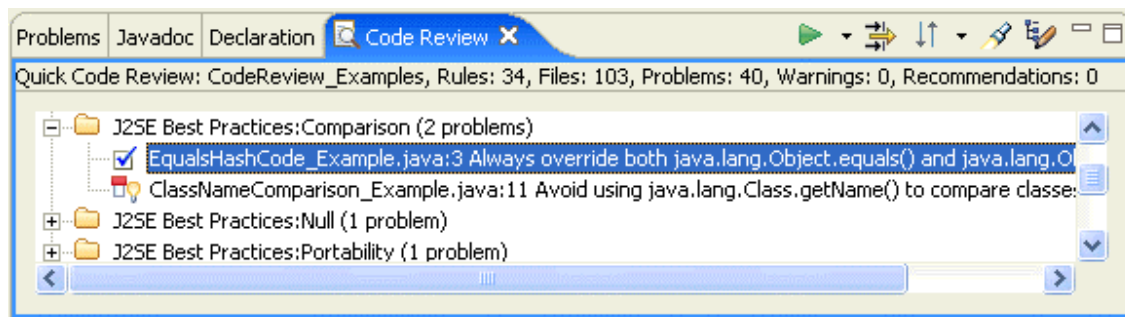 Problems Javadoc Declaration Code Review
Quick Code Review: CodeReview_Examples, Rules: 34, Files: 103, Problems: 40, Warnings: 0, Recommendations: 0
J2SE Best Practices:Comparison (2 problems)
EqualsHashCode_Example.java:3 Always override both java.lang.Object.equals() and java.lang.Ol
ClassNameComparison_Example.java:11 Avoid using java.lang.Class.getName() to compare classes
J2SE Best Practices:Null (1 problem)
J2SE Best Practices:Portability (1 problem)